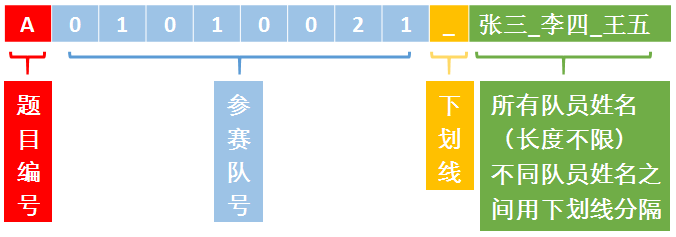 A01010021_张三_李四_王五
题目编号
参赛队号
下划线
所有队员姓名
（长度不限）
不同队员姓名之
间用下划线分隔